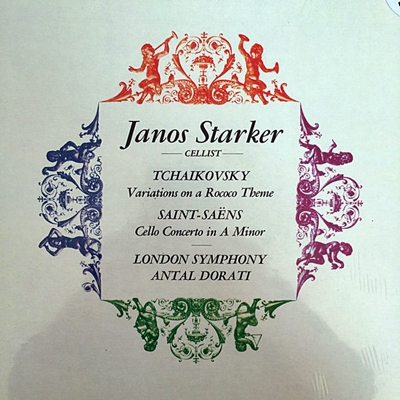 Janos Starker
CELLIST
TCHAIKOVSKY
Variations on a Rococo Theme
SAINT-SAËNS
Cello Concerto in A Minor
LONDON SYMPHONY
ANTAL DORATI